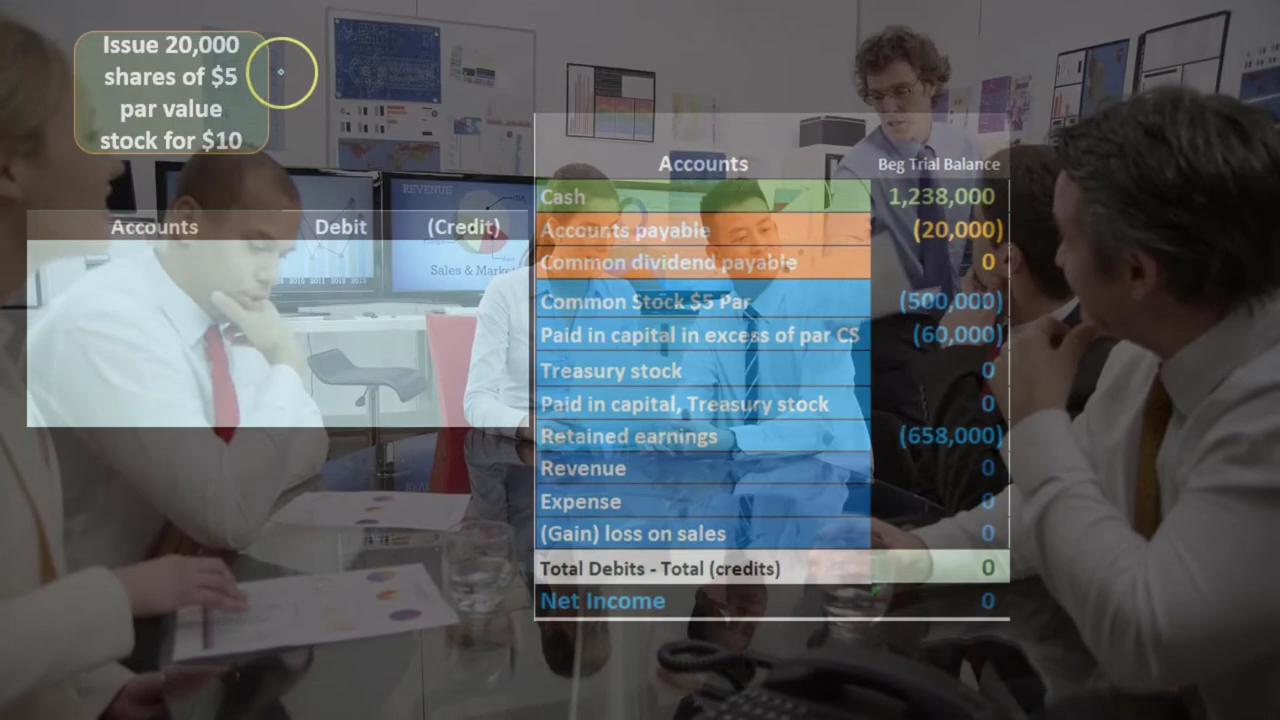 Issue 20,000
shares of $5
par value
stock for $10
REVENUE
Sales & Market
Accounts Debit (Credit)
Accounts Beg Trial Balance
Cash 1,238,000
Accounts payable (20,000)
Common dividend payable 0
Common Stock $5 Par (500,000)
Paid in capital in excess of par CS (60,000)
Treasury stock 0
Paid in capital, Treasury stock 0
Retained earnings (658,000)
Revenue 0
Expense 0
(Gain) loss on sales 0
Total Debits - Total (credits) 0
Net Income 0